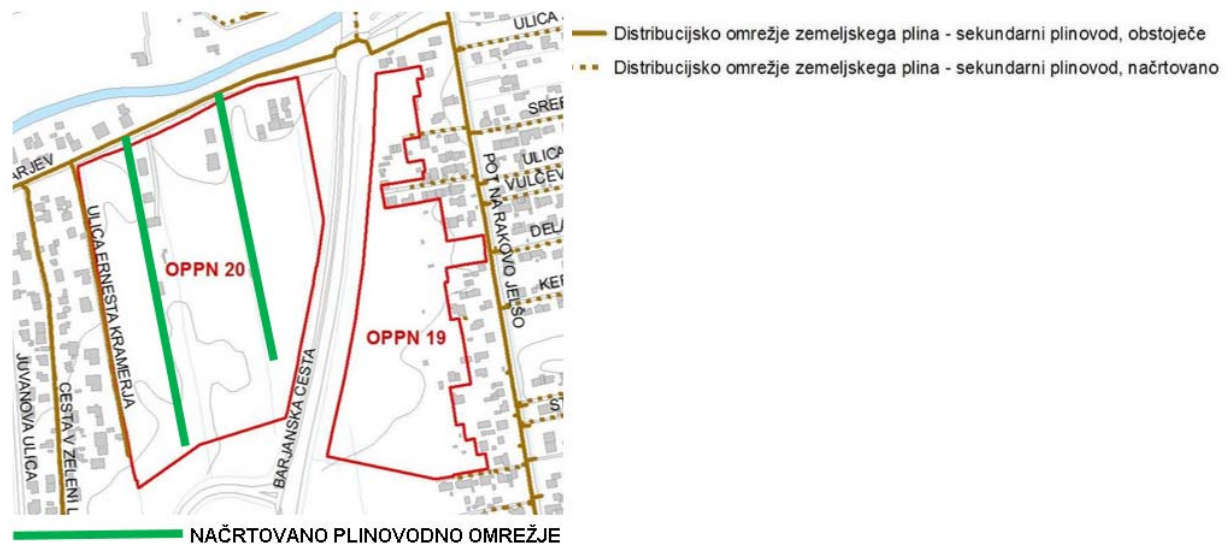 ULICA
Distribucijsko omrežje zemeljskega plina - sekundarni plinovod, obstoječe
Distribucijsko omrežje zemeljskega plina - sekundarni plinovod, načrtovano
SREB
ARJEV
ULICA
VULČEV
POT NA RAKOVO JELŠO
DELA
ULICA ERNESTA KRAMERJA
OPPN 20
KER
OPPN 19
JUVANOVA ULICA
CESTA V ZELENI L
BARJANSKA CESTA
ST
NAČRTOVANO PLINOVODNO OMREŽJE